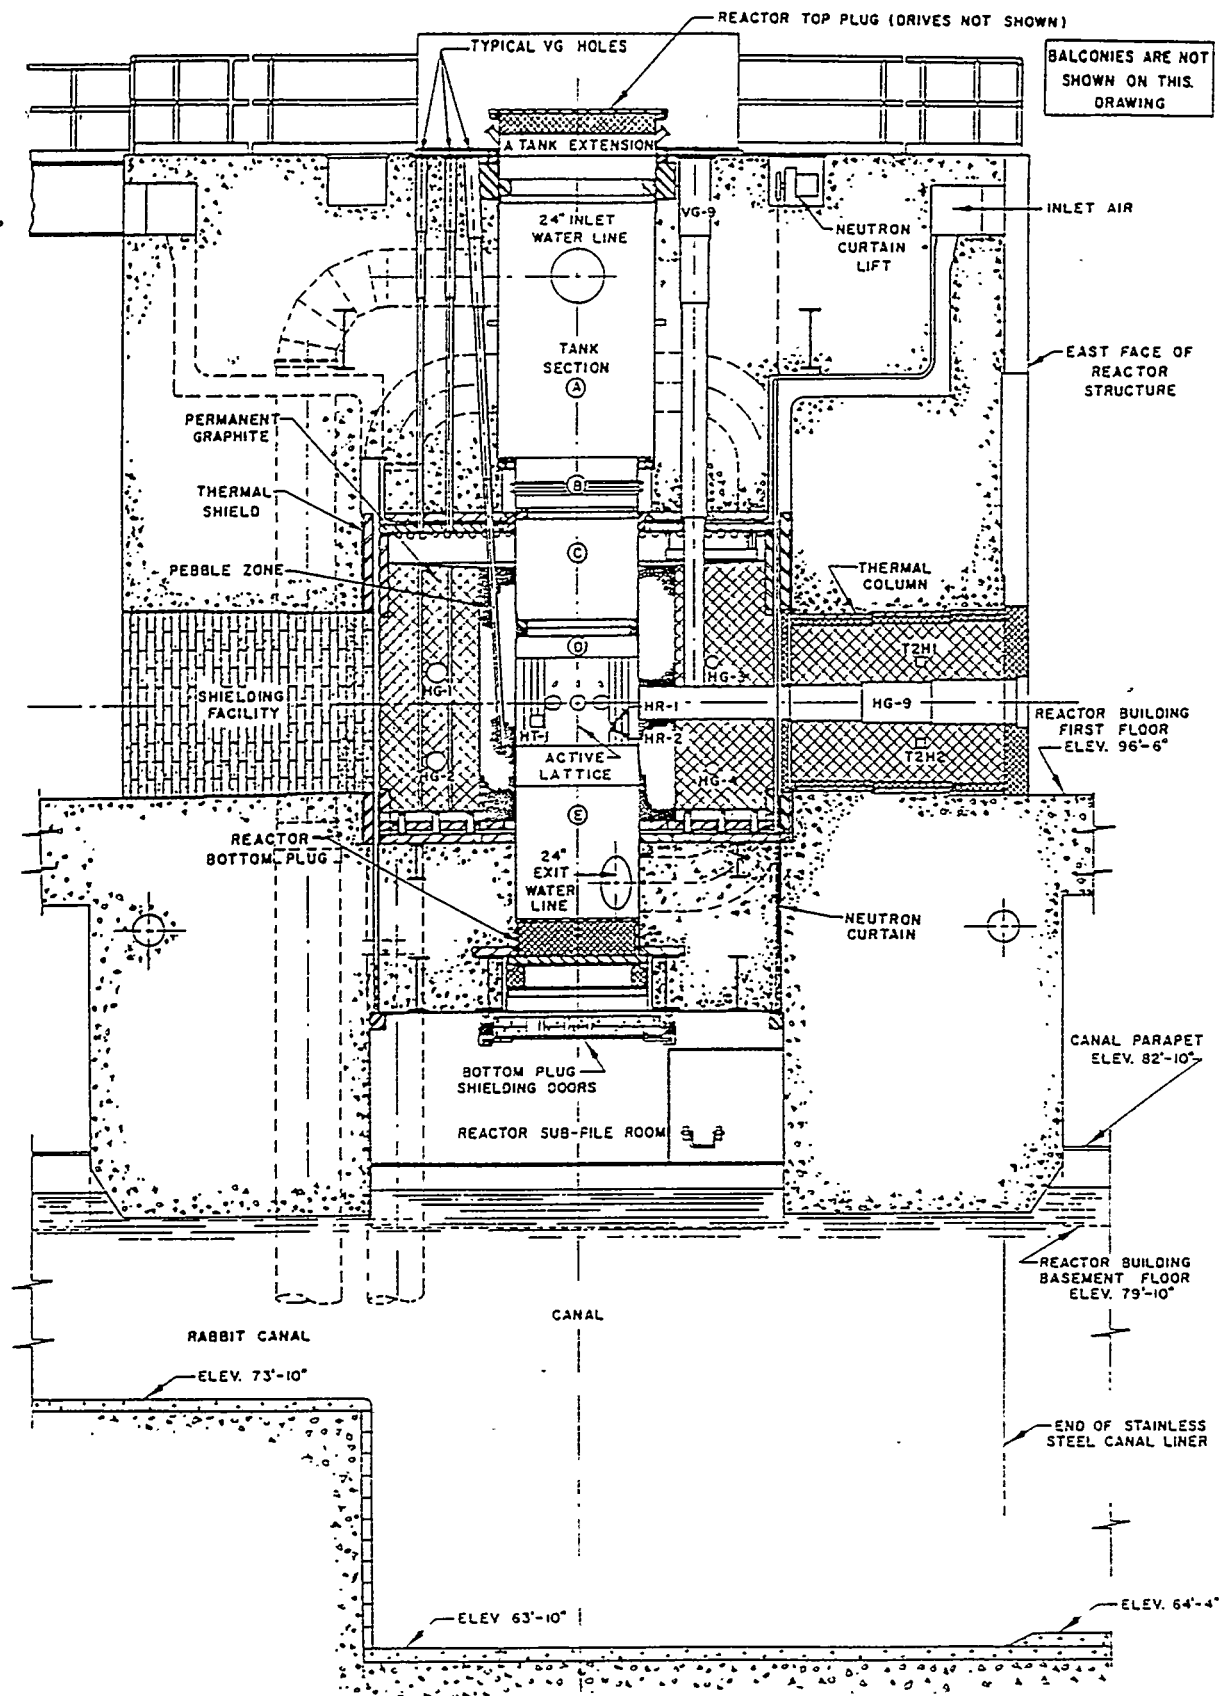 REACTOR TOP PLUG (DRIVES NOT SHOWN)
TYPICAL VG HOLES
BALCONIES ARE NOT
SHOWN ON THIS.
DRAWING
A TANK EXTENSION
24" INLET
WATER LINE
VG-9
NEUTRON
CURTAIN
LIFT
INLET AIR
TANK
SECTION
A
EAST FACE OF
REACTOR
STRUCTURE
PERMANENT
GRAPHITE
THERMAL
SHIELD
B
C
PEBBLE ZONE
THERMAL
COLUMN
D
T2H1
HG-1
HG-3
SHIELDING
FACILITY
HR-1
HG-9
HT-1
HR-2
REACTOR BUILDING
FIRST FLOOR
ELEV. 96'-6"
HG-2
ACTIVE
LATTICE
HG-4
T2H2
REACTOR
BOTTOM PLUG
E
24"
EXIT
WATER
LINE
NEUTRON
CURTAIN
BOTTOM PLUG
SHIELDING DOORS
CANAL PARAPET
ELEV. 82'-10"
REACTOR SUB-PILE ROOM
REACTOR BUILDING
BASEMENT FLOOR
ELEV. 79'-10"
CANAL
RABBIT CANAL
ELEV. 73'-10"
END OF STAINLESS
STEEL CANAL LINER
ELEV 63'-10"
ELEV. 64'-4"